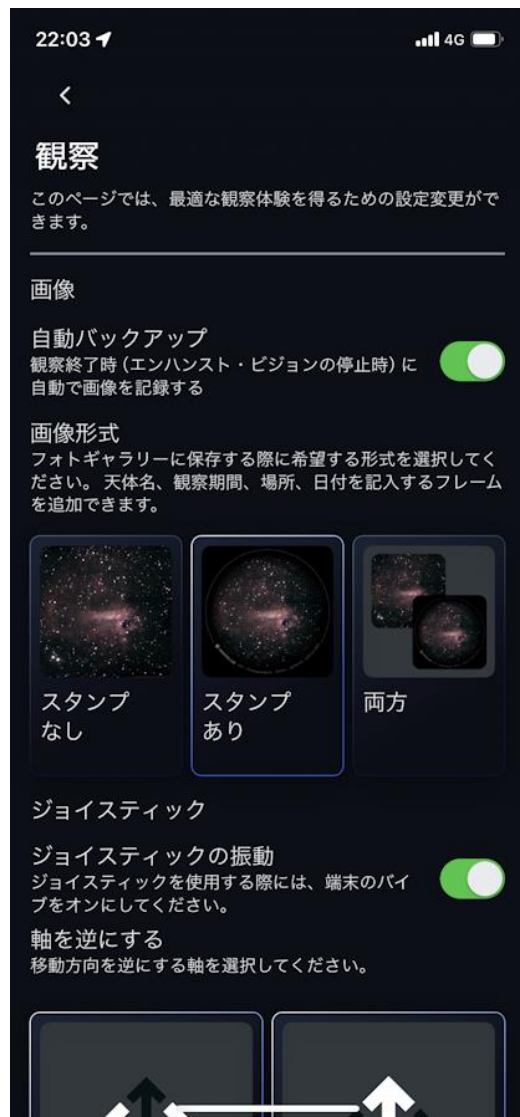 22:03
4G
観察
このページでは、最適な観察体験を得るための設定変更がで
きます。
画像
自動バックアップ
観察終了時 (エンハンスト・ビジョンの停止時) に
自動で画像を記録する
画像形式
フォトギャラリーに保存する際に希望する形式を選択してく
ださい。 天体名、観察期間、場所、日付を記入するフレーム
を追加できます。
スタンプ
なし
スタンプ
あり
両方
ジョイスティック
ジョイスティックの振動
ジョイスティックを使用する際には、端末のバイ
ブをオンにしてください。
軸を逆にする
移動方向を逆にする軸を選択してください。